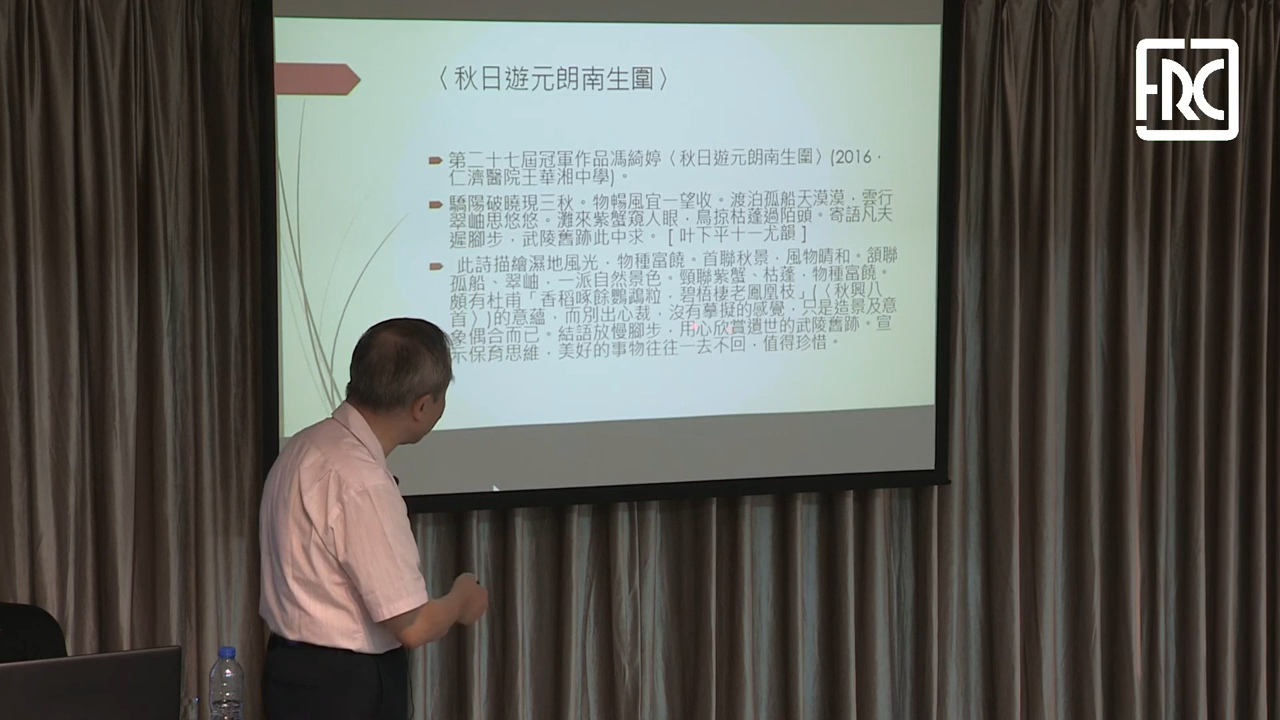 〈秋日遊元朗南生圍〉
第二十七屆冠軍作品馮綺婷〈秋日遊元朗南生圍〉(2016，
仁濟醫院王華湘中學)。
驕陽破曉現三秋。物暢風宜一望收。渡泊孤船天漠漠，雲行
翠岫思悠悠。灘來紫蟹窺人眼，鳥掠枯蓬過陌頭。寄語凡夫
遲腳步，武陵舊跡此中求。[ 叶下平十一尤韻 ]
此詩描繪濕地風光，物種富饒。首聯秋景，風物晴和。頷聯
孤船、翠岫，一派自然景色。頸聯紫蟹、枯蓬，物種富饒。
頗有杜甫「香稻啄餘鸚鵡粒，碧梧棲老鳳凰枝」(〈秋興八
首〉)的意蘊，而別出心裁，沒有摹擬的感覺，只是造景及意
象偶合而已。結語放慢腳步，用心欣賞遺世的武陵舊跡。宣
示保育思維，美好的事物往往一去不回，值得珍惜。
FRC